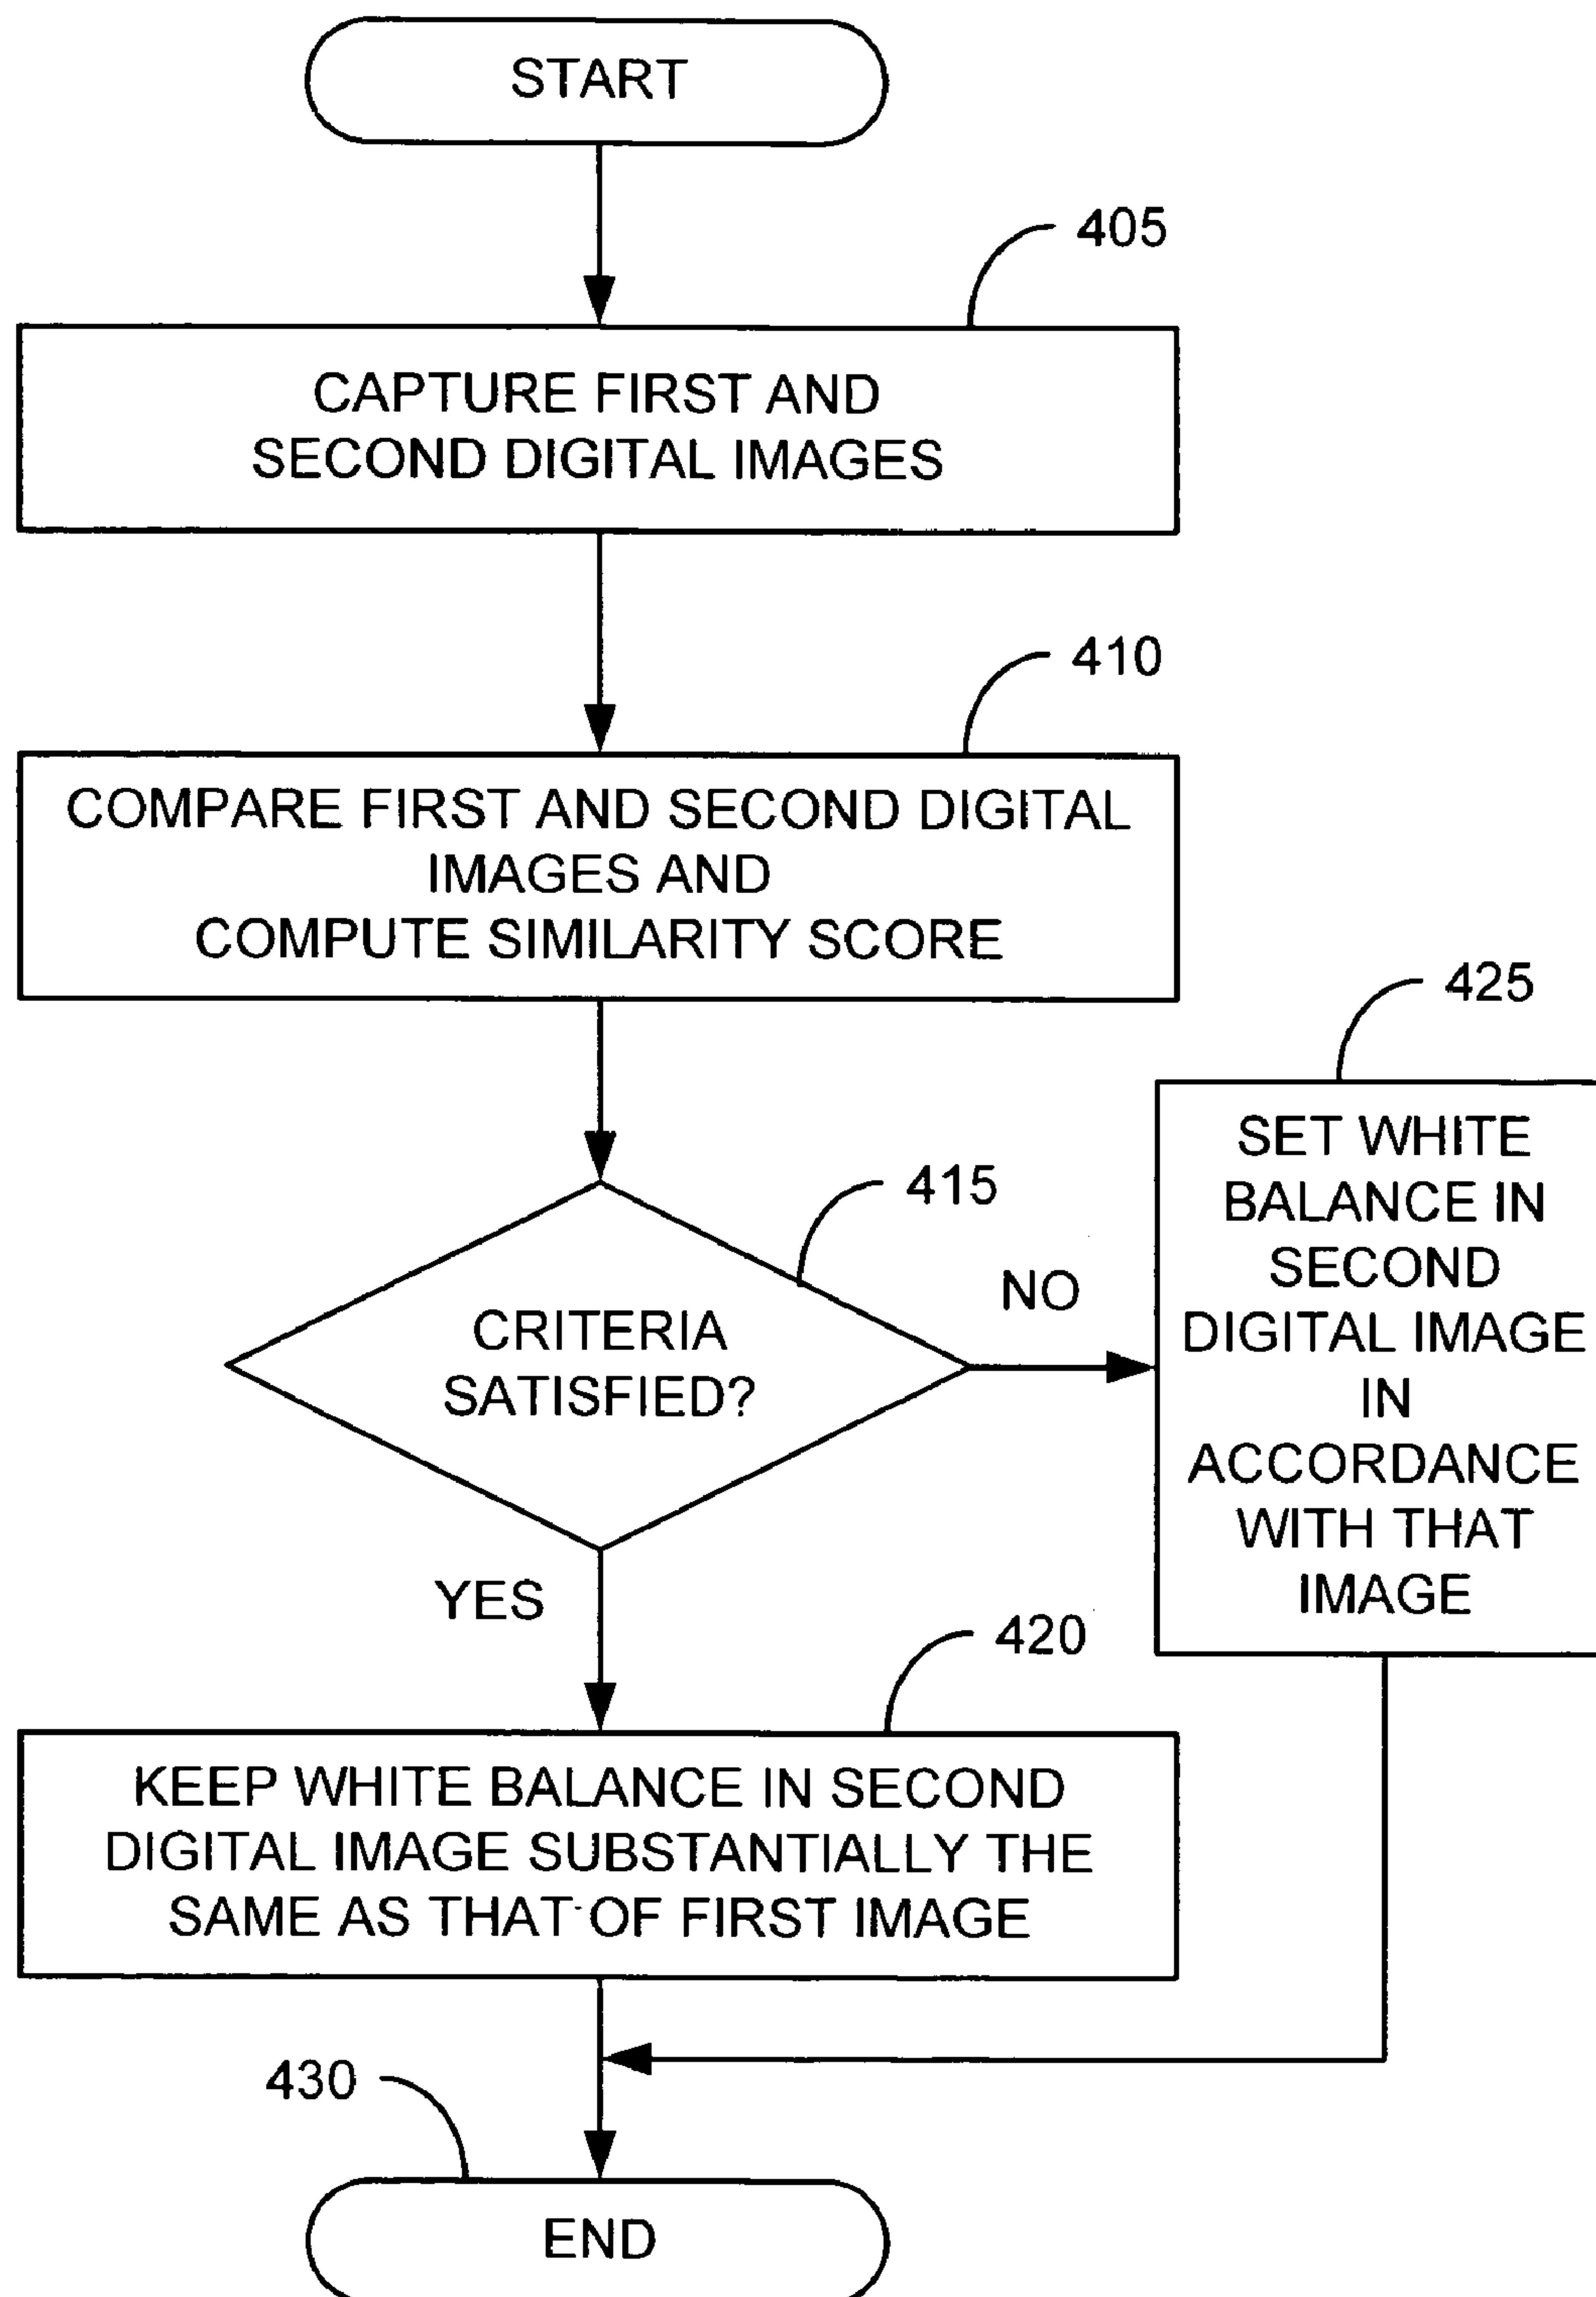 START
405
CAPTURE FIRST AND
SECOND DIGITAL IMAGES
410
COMPARE FIRST AND SECOND DIGITAL
IMAGES AND
COMPUTE SIMILARITY SCORE
415
CRITERIA
SATISFIED?
NO
425
SET WHITE
BALANCE IN
SECOND
DIGITAL IMAGE
IN
ACCORDANCE
WITH THAT
IMAGE
YES
420
KEEP WHITE BALANCE IN SECOND
DIGITAL IMAGE SUBSTANTIALLY THE
SAME AS THAT OF FIRST IMAGE
430
END